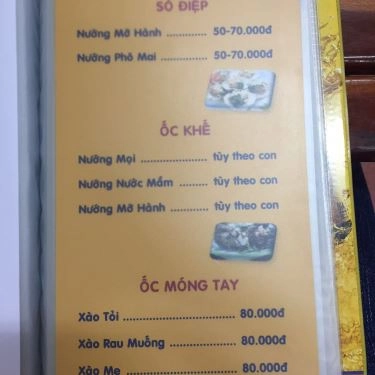 SÒ ĐIỆP
Nướng Mỡ Hành ............ 50-70.000đ
Nướng Phô Mai ............. 50-70.000đ
ỐC KHẾ
Nướng Mọi ................... tùy theo con
Nướng Nước Mắm ......... tùy theo con
Nướng Mỡ Hành ........... tùy theo con
ỐC MÓNG TAY
Xào Tỏi .................................. 80.000đ
Xào Rau Muống .................... 80.000đ
Xào Me ................................. 80.000đ